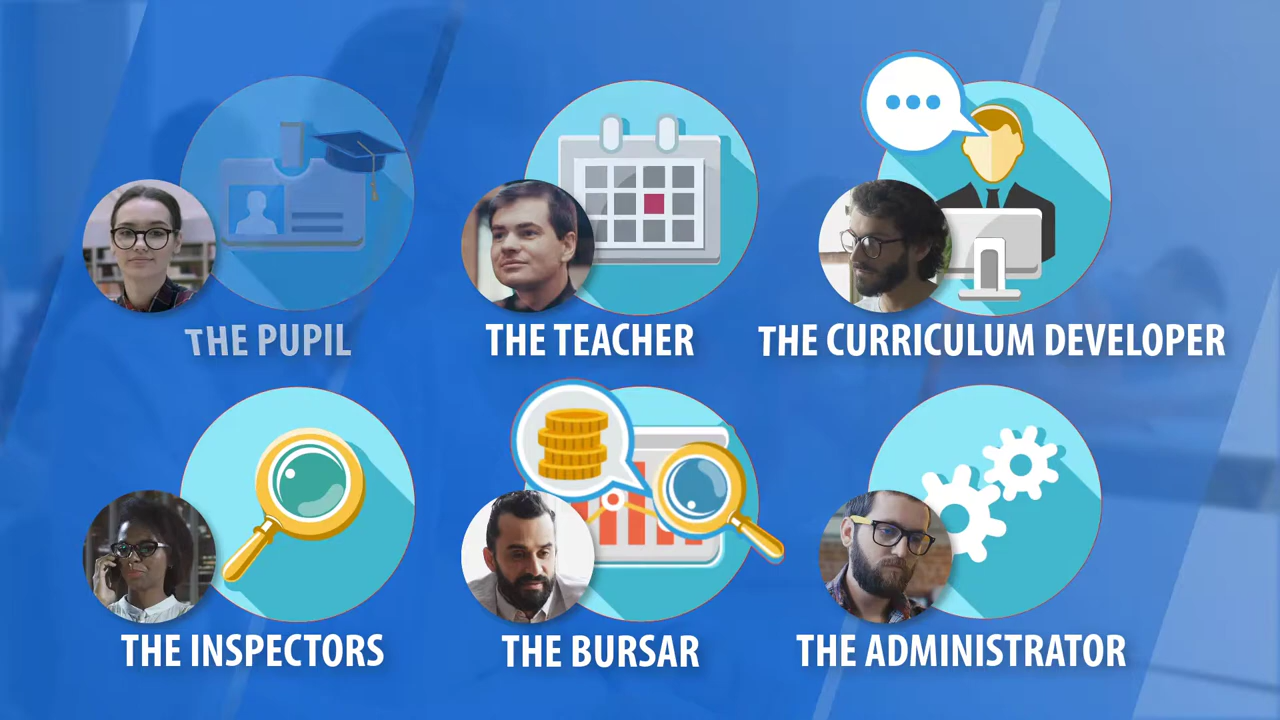 THE PUPIL
THE TEACHER
THE CURRICULUM DEVELOPER
THE INSPECTORS
THE BURSAR
THE ADMINISTRATOR